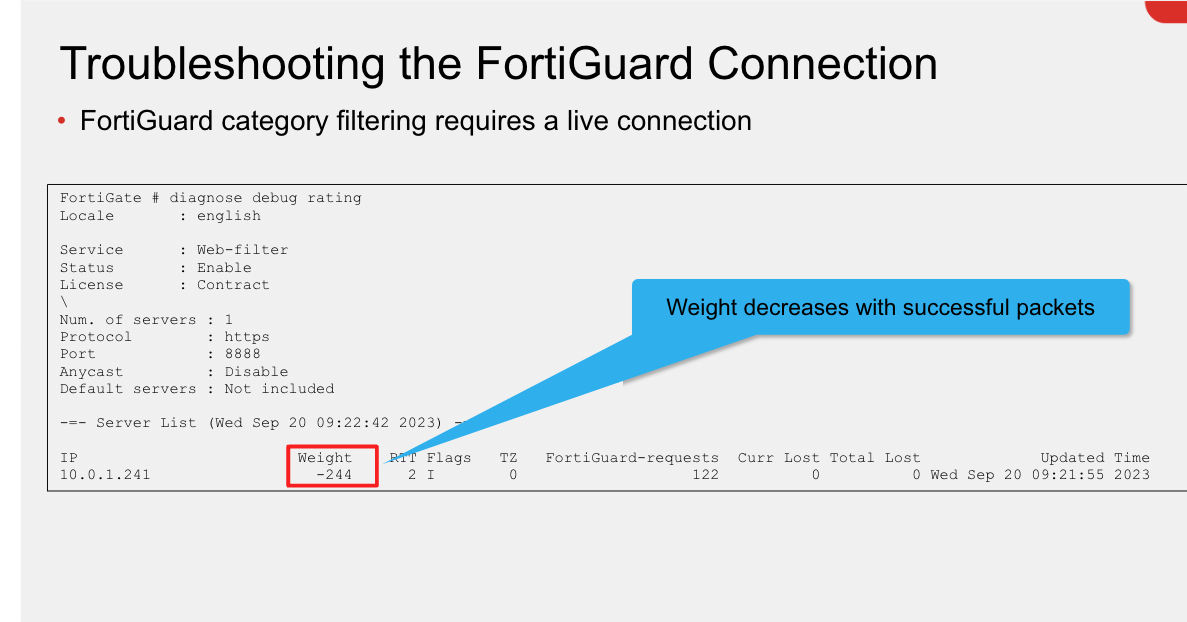 Troubleshooting the FortiGuard Connection
• FortiGuard category filtering requires a live connection
FortiGate # diagnose debug rating
Locale : english
Service : Web-filter
Status : Enable
License : Contract
\
Num. of servers : 1
Protocol : https
Port : 8888
Anycast : Disable
Default servers : Not included
Weight decreases with successful packets
-=- Server List (Wed Sep 20 09:22:42 2023) -
IP Weight RTT Flags TZ FortiGuard-requests Curr Lost Total Lost Updated Time
10.0.1.241 -244 2 I 0 122 0 0 Wed Sep 20 09:21:55 2023